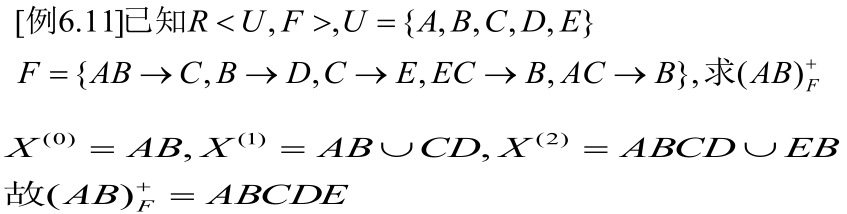 [例6.11]已知R < U, F >, U = {A, B, C, D, E}
F = {AB → C, B → D, C → E, EC → B, AC → B}, 求(AB)⁺_F
X⁽⁰⁾ = AB, X⁽¹⁾ = AB ∪ CD, X⁽²⁾ = ABCD ∪ EB
故(AB)⁺_F = ABCDE